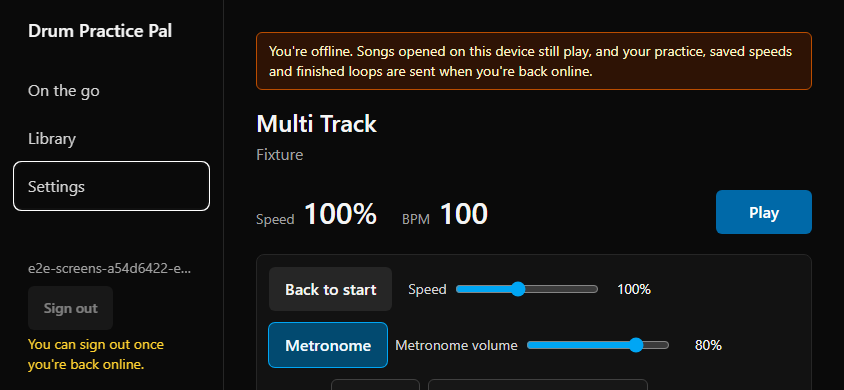 Drum Practice Pal
On the go
Library
Settings
e2e-screens-a54d6422-e...
Sign out
You can sign out once
you're back online.
You're offline. Songs opened on this device still play, and your practice, saved speeds
and finished loops are sent when you're back online.
Multi Track
Fixture
Speed 100% BPM 100
Play
Back to start Speed 100%
Metronome Metronome volume 80%